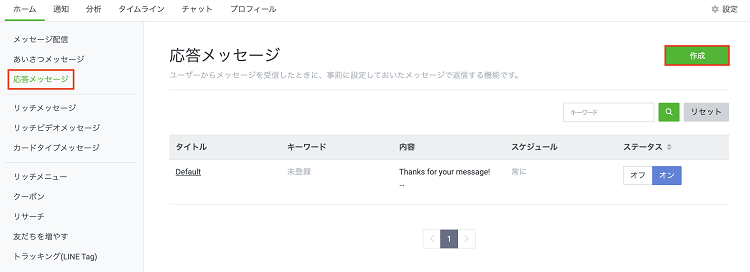 ホーム 通知 分析 タイムライン チャット プロフィール 設定
メッセージ配信
あいさつメッセージ
応答メッセージ
リッチメッセージ
リッチビデオメッセージ
カードタイプメッセージ
リッチメニュー
クーポン
リサーチ
友だちを増やす
トラッキング(LINE Tag)
応答メッセージ
作成
ユーザーからメッセージを受信したときに、事前に設定しておいたメッセージで返信する機能です。
キーワード リセット
タイトル キーワード 内容 スケジュール ステータス
Default 未登録 Thanks for your message! 常に オフ オン
...
1